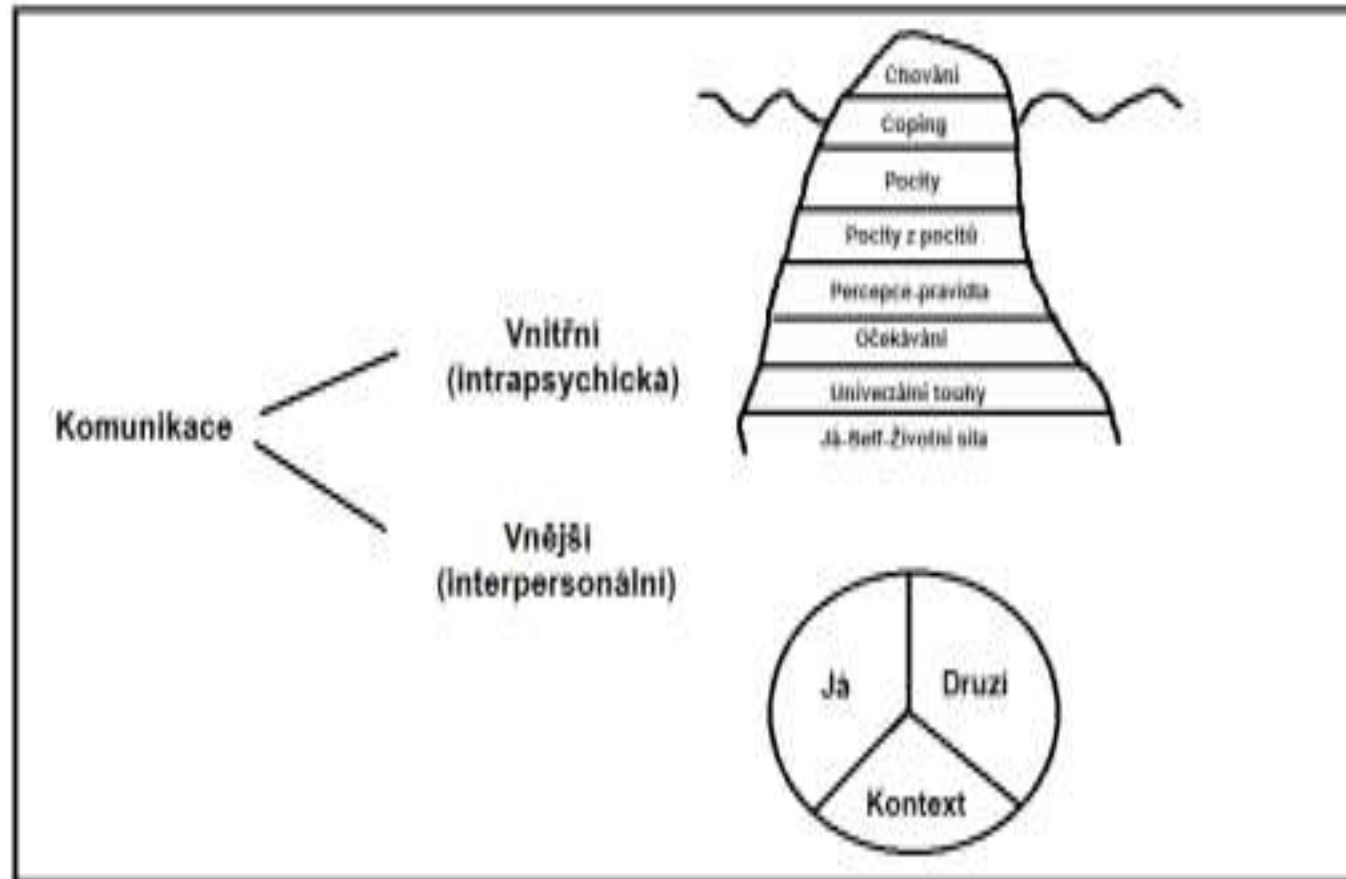 Komunikace
Vnitřní
(intrapsychická)
Vnější
(interpersonální)
Chování
Coping
Pocity
Pocity z pocitů
Percepce-pravidla
Očekávání
Univerzální touhy
Já-Self-Životní síla
Já
Druzí
Kontext